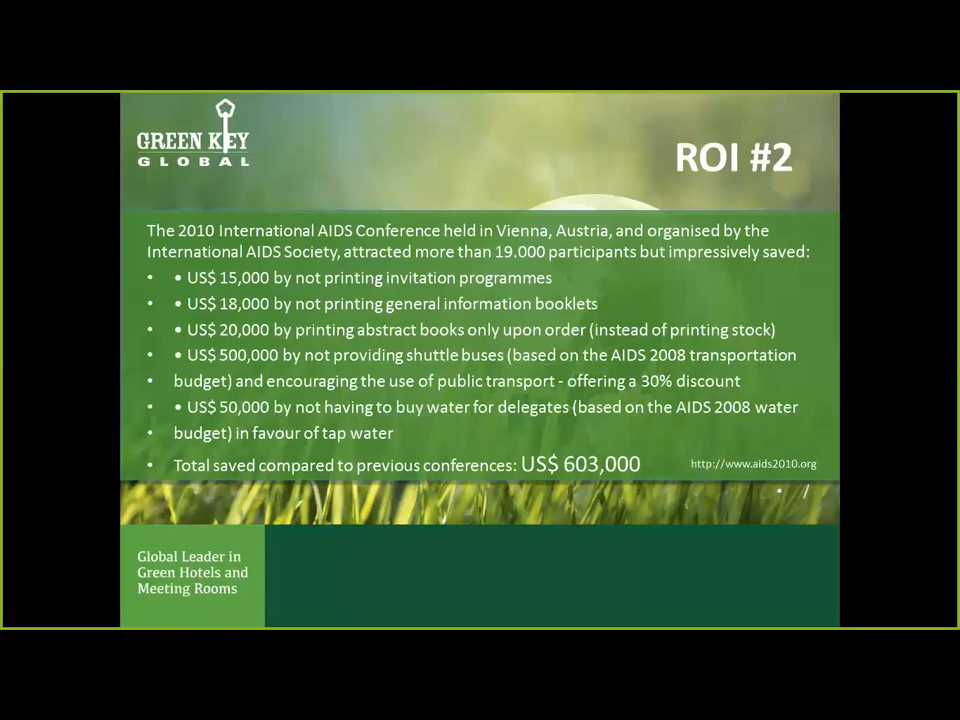 GREEN KEY
GLOBAL
ROI #2
The 2010 International AIDS Conference held in Vienna, Austria, and organised by the
International AIDS Society, attracted more than 19.000 participants but impressively saved:
• • US$ 15,000 by not printing invitation programmes
• • US$ 18,000 by not printing general information booklets
• • US$ 20,000 by printing abstract books only upon order (instead of printing stock)
• • US$ 500,000 by not providing shuttle buses (based on the AIDS 2008 transportation
• budget) and encouraging the use of public transport - offering a 30% discount
• • US$ 50,000 by not having to buy water for delegates (based on the AIDS 2008 water
• budget) in favour of tap water
• Total saved compared to previous conferences: US$ 603,000
http://www.aids2010.org
• /
Global Leader in
Green Hotels and
Meeting Rooms